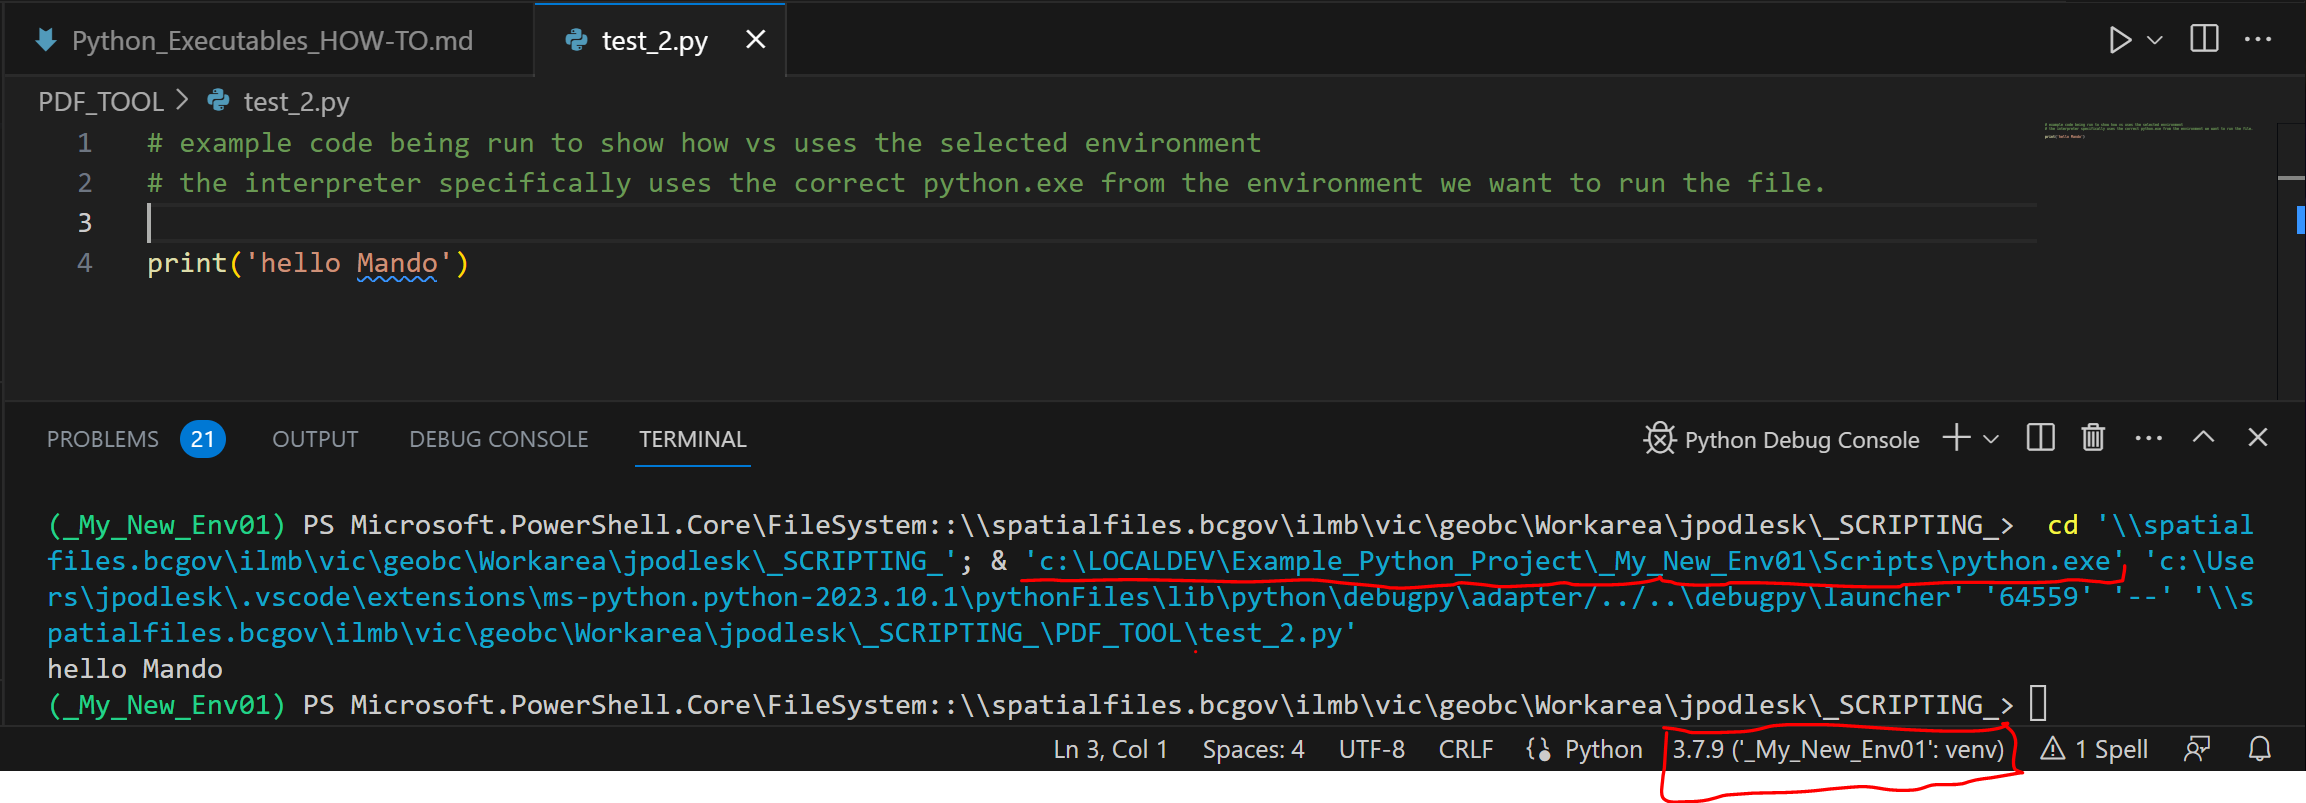 Python_Executables_HOW-TO.md test_2.py
PDF_TOOL > test_2.py
1 # example code being run to show how vs uses the selected environment
2 # the interpreter specifically uses the correct python.exe from the environment we want to run the file.
3
4 print('hello Mando')
PROBLEMS 21 OUTPUT DEBUG CONSOLE TERMINAL Python Debug Console
(_My_New_Env01) PS Microsoft.PowerShell.Core\FileSystem::\\spatialfiles.bcgov\ilmb\vic\geobc\Workarea\jpodlesk\_SCRIPTING_>  cd '\\spatial
files.bcgov\ilmb\vic\geobc\Workarea\jpodlesk\_SCRIPTING_'; & 'c:\LOCALDEV\Example_Python_Project\_My_New_Env01\Scripts\python.exe' 'c:\Use
rs\jpodlesk\.vscode\extensions\ms-python.python-2023.10.1\pythonFiles\lib\python\debugpy\adapter/../..\debugpy\launcher' '64559' '--' '\\s
patialfiles.bcgov\ilmb\vic\geobc\Workarea\jpodlesk\_SCRIPTING_\PDF_TOOL\test_2.py'
hello Mando
(_My_New_Env01) PS Microsoft.PowerShell.Core\FileSystem::\\spatialfiles.bcgov\ilmb\vic\geobc\Workarea\jpodlesk\_SCRIPTING_>
Ln 3, Col 1 Spaces: 4 UTF-8 CRLF Python 3.7.9 ('_My_New_Env01': venv) 1 Spell